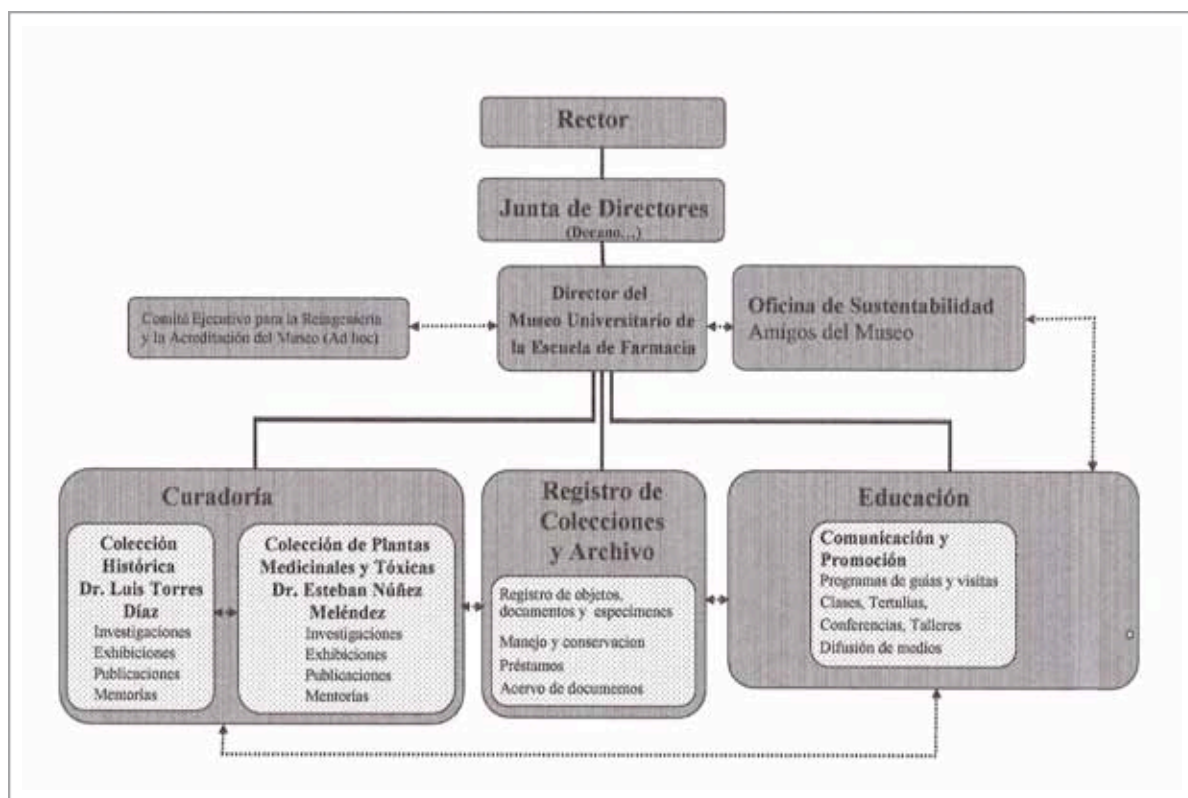 Rector
Junta de Directores
(Decano...)
Director del
Museo Universitario de
la Escuela de Farmacia
Oficina de Sustentabilidad
Amigos del Museo
Comité Ejecutivo para la Reingeniería
y la Acreditación del Museo (Ad hoc)
Curadoría
Colección
Histórica
Dr. Luis Torres
Díaz
Investigaciones
Exhibiciones
Publicaciones
Mentorías
Colección de Plantas
Medicinales y Tóxicas
Dr. Esteban Núñez
Meléndez
Investigaciones
Exhibiciones
Publicaciones
Mentorías
Registro de
Colecciones
y Archivo
Registro de objetos,
documentos y especímenes
Manejo y conservacion
Préstamos
Acervo de documentos
Educación
Comunicación y
Promoción
Programas de guías y visitas
Clases, Tertulias,
Conferencias, Talleres
Difusión de medios